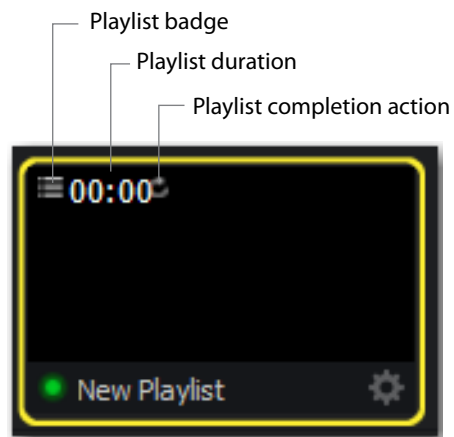 Playlist badge
Playlist duration
Playlist completion action
00:00
New Playlist